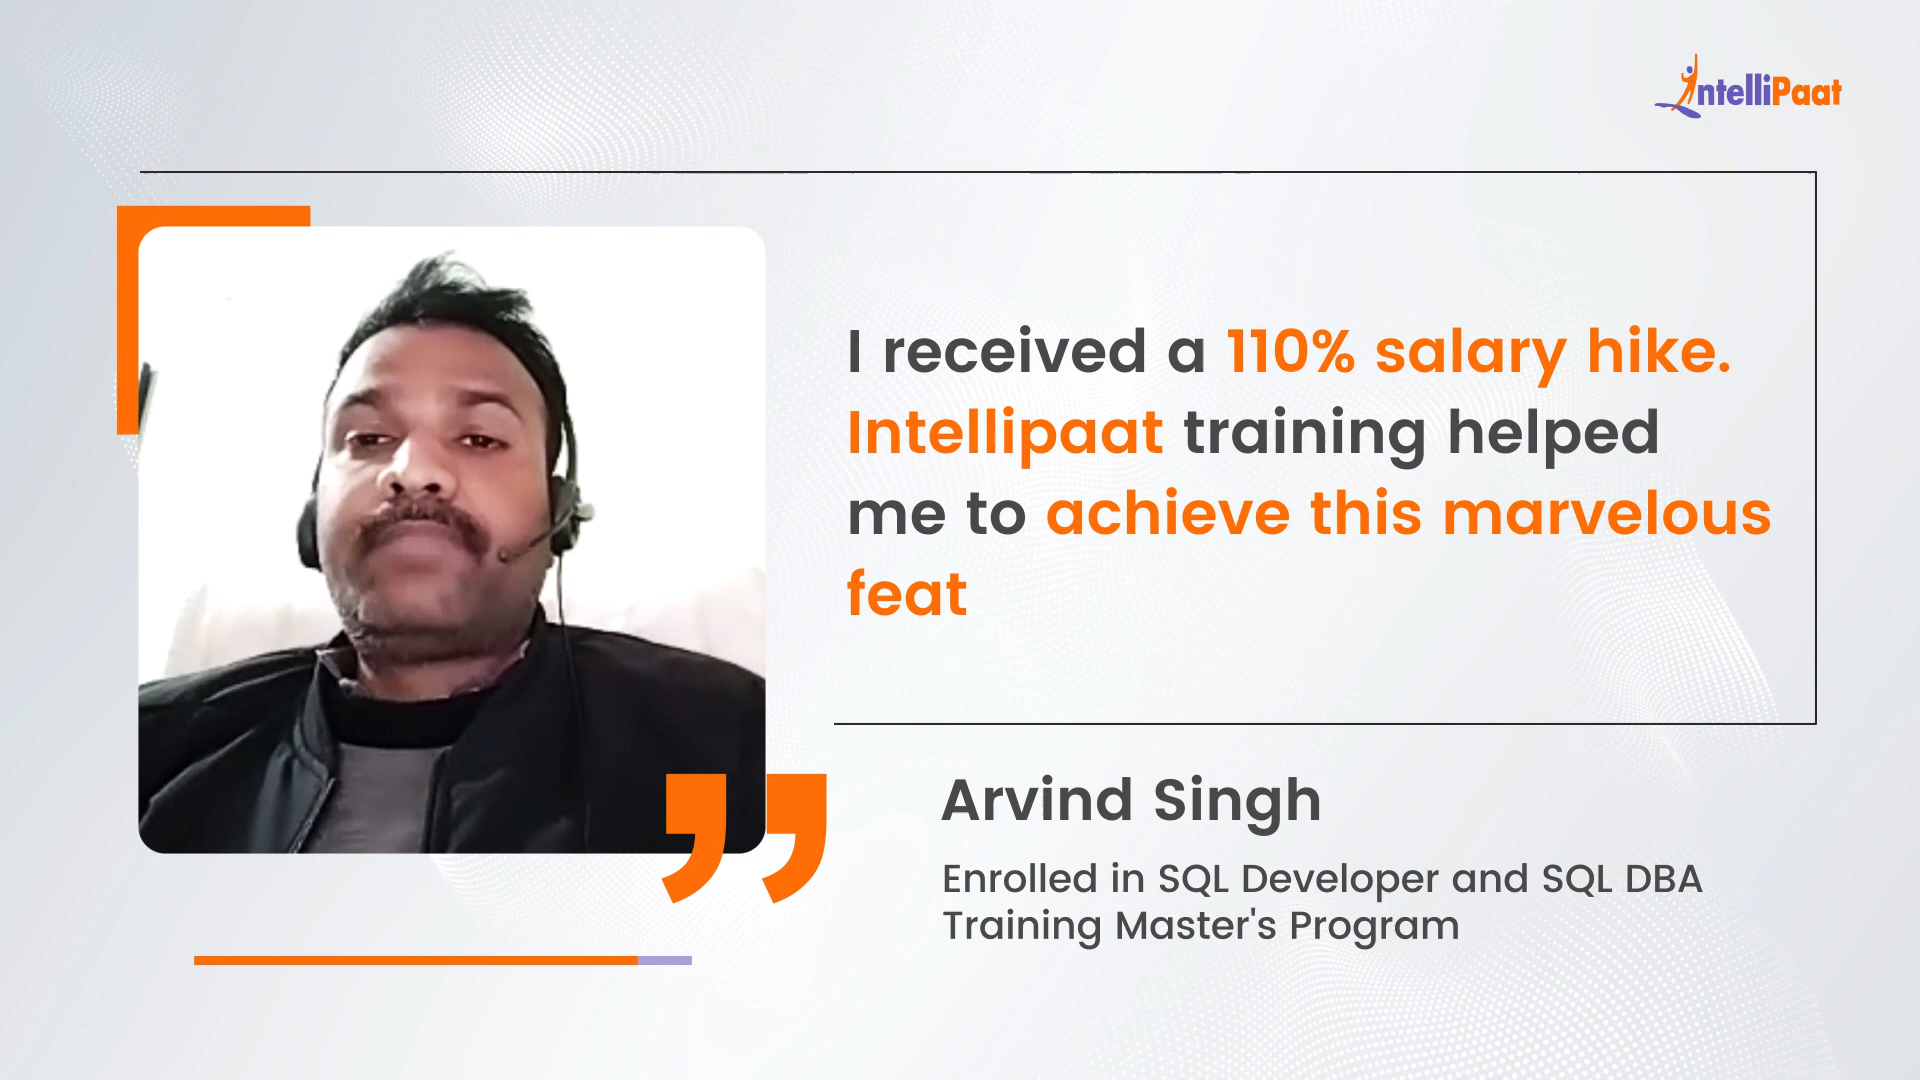 IntelliPaat
I received a 110% salary hike.
Intellipaat training helped
me to achieve this marvelous
feat
Arvind Singh
Enrolled in SQL Developer and SQL DBA
Training Master's Program